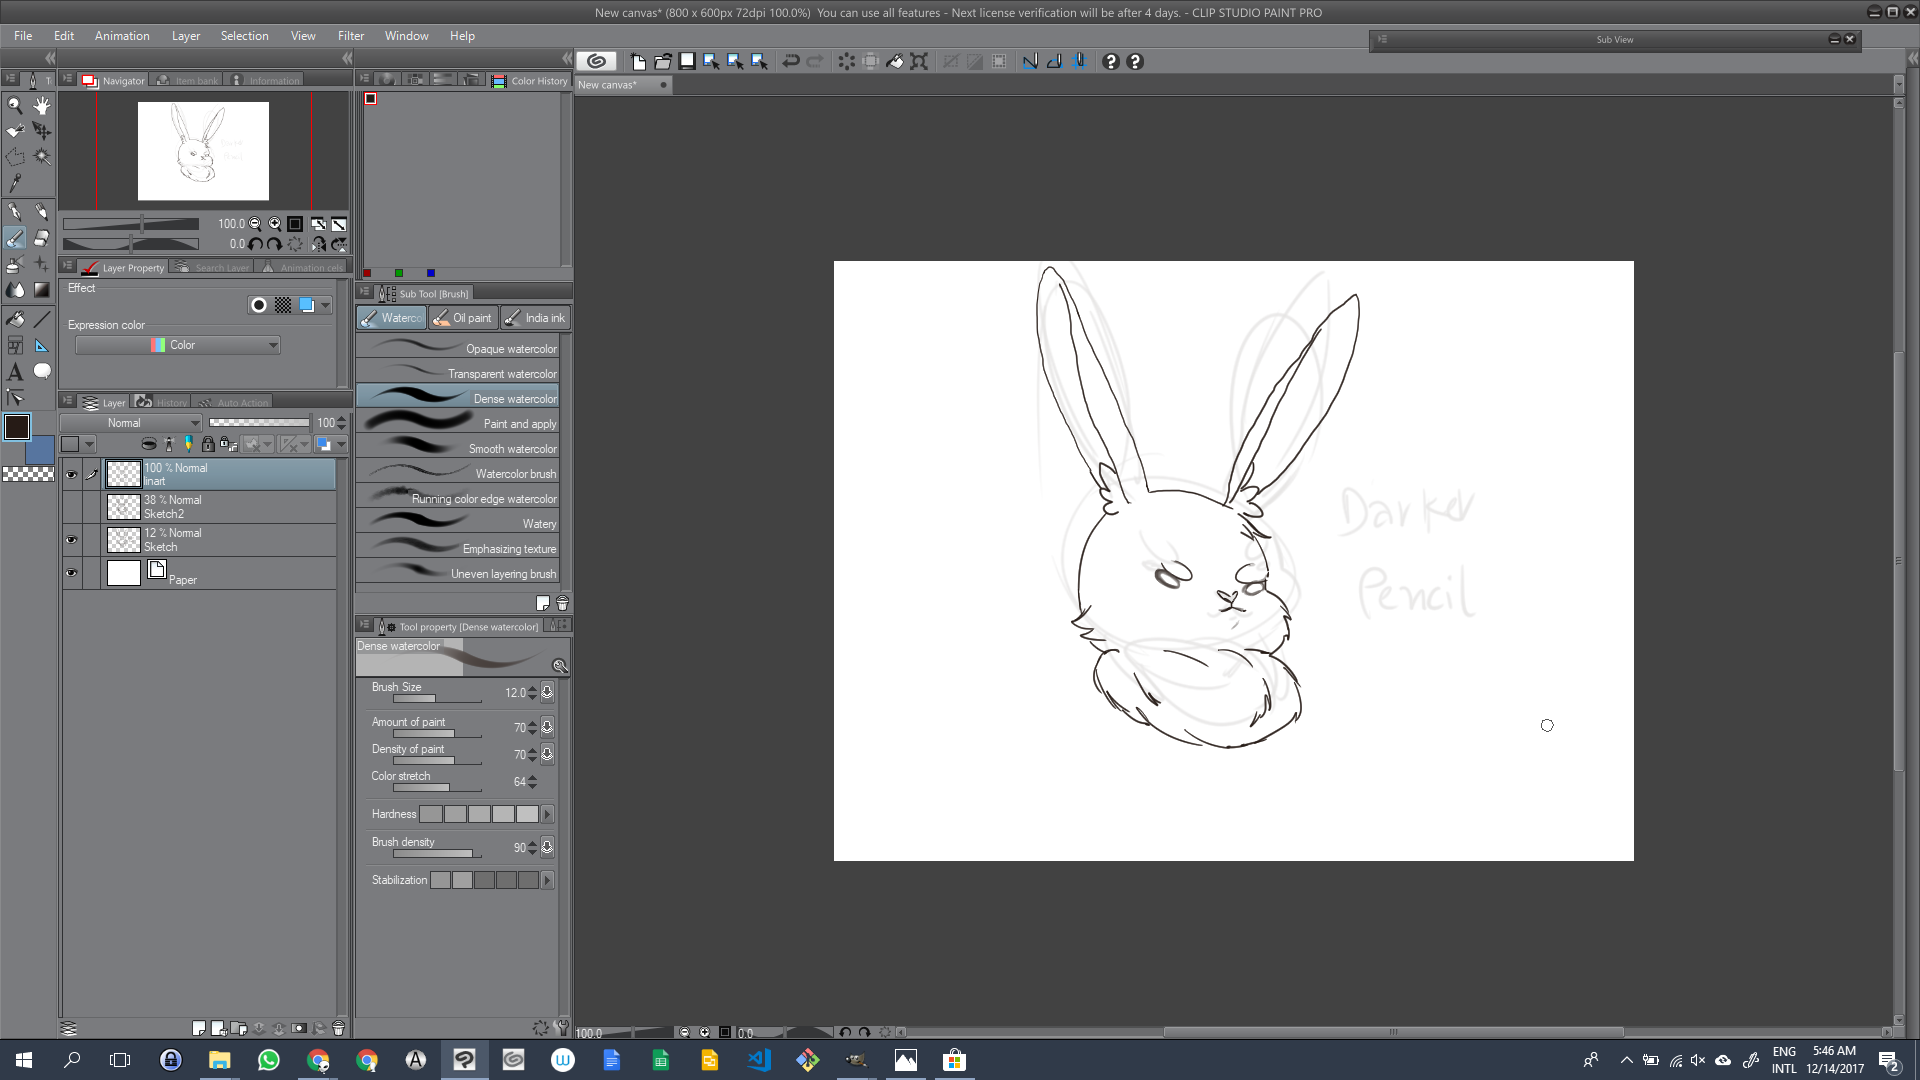 New canvas* (800 x 600px 72dpi 100.0%)  You can use all features - Next license verification will be after 4 days. - CLIP STUDIO PAINT PRO
File Edit Animation Layer Selection View Filter Window Help
Sub View
T
Navigator Item bank Information
Color History
New canvas*
100.0
0.0
Layer Property Search Layer Animation cels
Effect
Expression color
Color
Sub Tool [Brush]
Waterco Oil paint India ink
Opaque watercolor
Transparent watercolor
Dense watercolor
Paint and apply
Smooth watercolor
Watercolor brush
Running color edge watercolor
Watery
Emphasizing texture
Uneven layering brush
Layer History Auto Action
Normal 100
100 % Normal
linart
38 % Normal
Sketch2
12 % Normal
Sketch
Paper
Tool property [Dense watercolor]
Dense watercolor
Brush Size 12.0
Amount of paint 70
Density of paint 70
Color stretch 64
Hardness
Brush density 90
Stabilization
Darker
Pencil
100.0 0.0
ENG
INTL
5:46 AM
12/14/2017
2